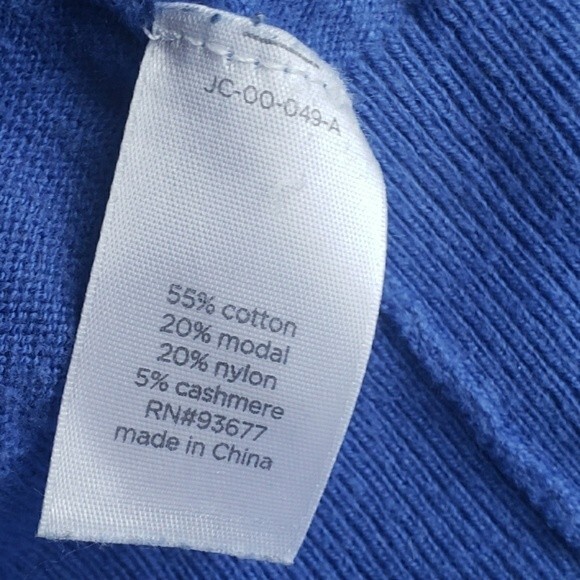 JC-00-049-A
55% cotton
20% modal
20% nylon
5% cashmere
RN#93677
made in China